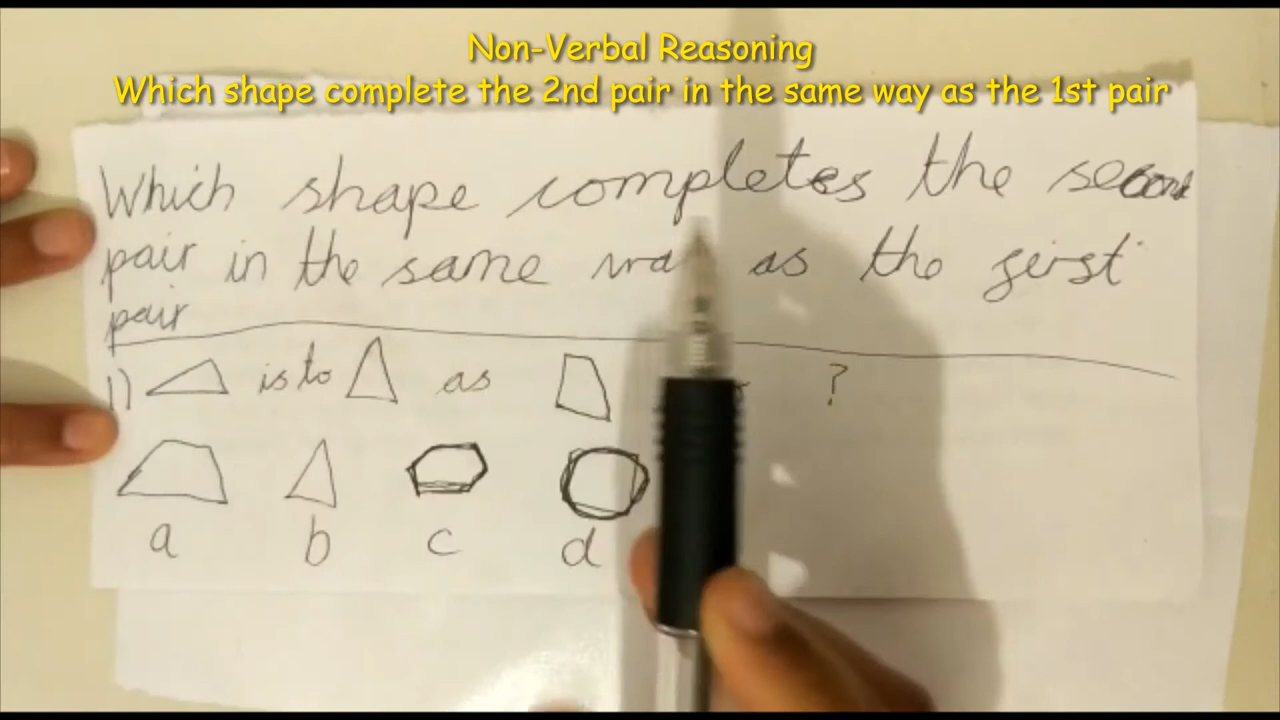 Non-Verbal Reasoning
Which shape complete the 2nd pair in the same way as the 1st pair
Which shape completes the second
pair in the same way as the first
pair
1) is to as ?
a b c d